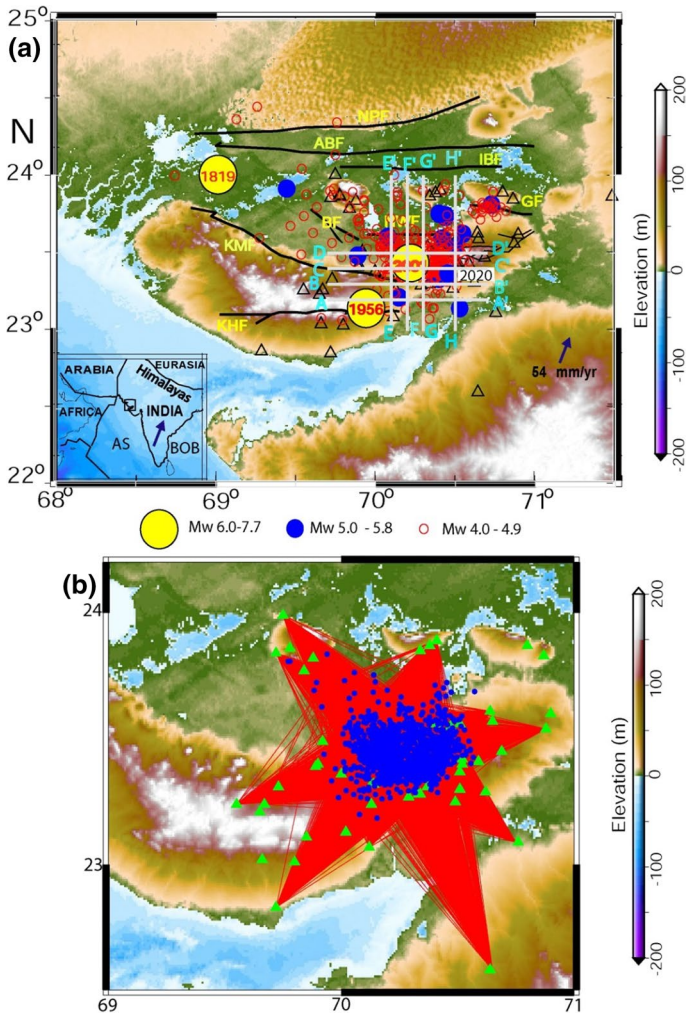 (a)
N
25°
24°
23°
22°
68°
69°
70°
71°
NPF
ABF
IBF
E' F' G' H'
1819
GF
BF
KMF
D
D'
C
B
2020
B'
A
A'
1956
KHF
E F G H
54 mm/yr
ARABIA
EURASIA
Himalayas
AFRICA
INDIA
AS
BOB
200
100
0
-100
-200
Elevation (m)
Mw 6.0-7.7
Mw 5.0 - 5.8
Mw 4.0 - 4.9
(b)
24
23
69
70
71
200
100
0
-100
-200
Elevation (m)